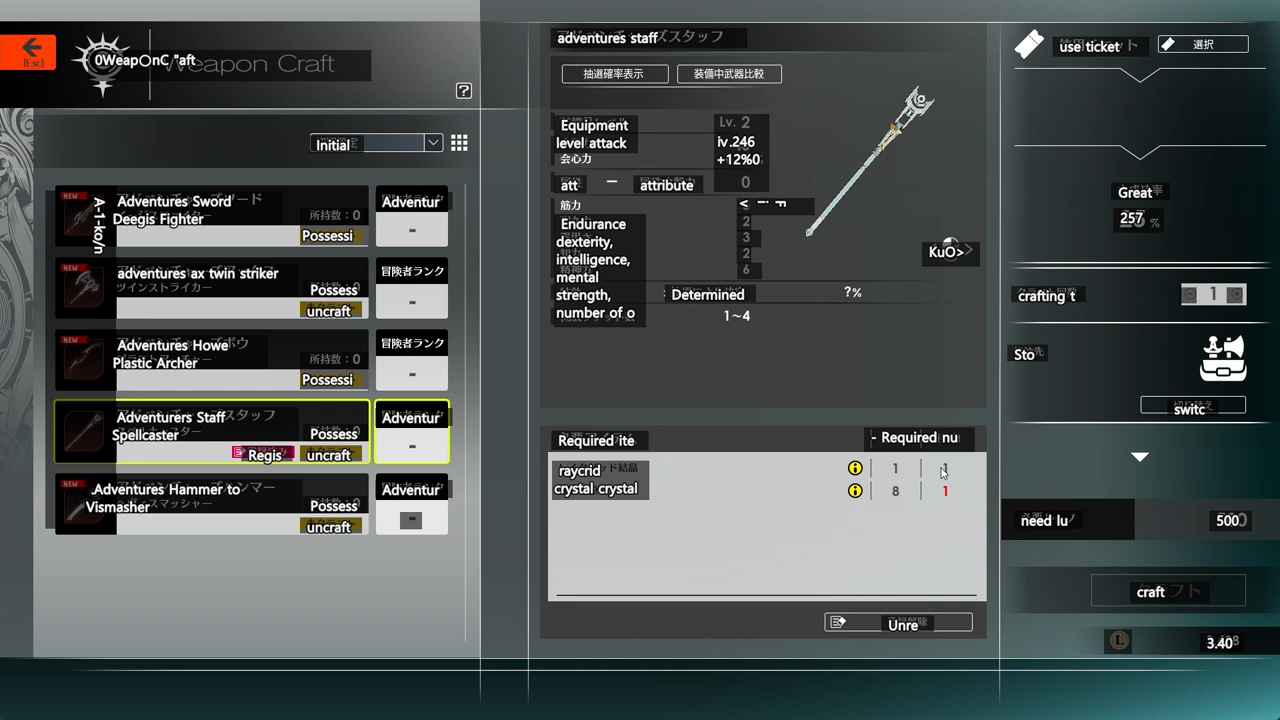 [Esc]
0WeapOnC "aft
Weapon Craft
?
Initial
NEW
A-1-ko/n
Adventures Sword
Deegis Fighter
所持数：0
Possessi
Adventur
-
NEW
adventures ax twin striker
ツインストライカー
Possess
uncraft
冒険者ランク
-
NEW
Adventures Howe
Plastic Archer
所持数：0
Possessi
冒険者ランク
-
Adventurers Staff
Spellcaster
Possess
Regis
uncraft
Adventur
-
.Adventures Hammer to
Vismasher
Possess
uncraft
Adventur
-
adventures staff
ズスタッフ
抽選確率表示
装備中武器比較
Equipment
level attack
会心力
Lv. 2
iv.246
+12%0
att
-
attribute
0
筋力
Endurance
dexterity,
intelligence,
mental
strength,
number of o
2
3
2
6
Determined
?%
1~4
KuO>
Required ite
- Required nu
raycrid
crystal crystal
1
1
8
1
Unre
use ticket
選択
Great
257
%
crafting t
1
Sto
switc
need lu
500
craft
3.40